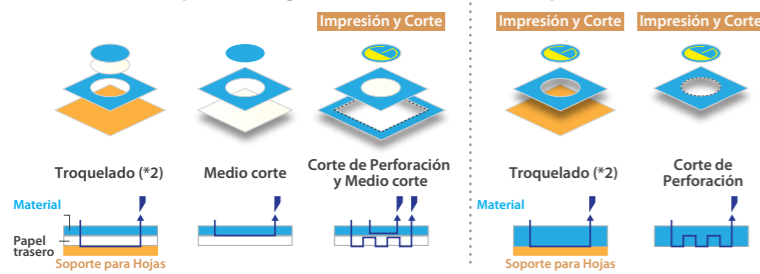 Impresión y Corte
Impresión y Corte
Impresión y Corte
Troquelado (*2)
Medio corte
Corte de Perforación
y Medio corte
Troquelado (*2)
Corte de
Perforación
Material
Papel
trasero
Soporte para Hojas
Material
Soporte para Hojas